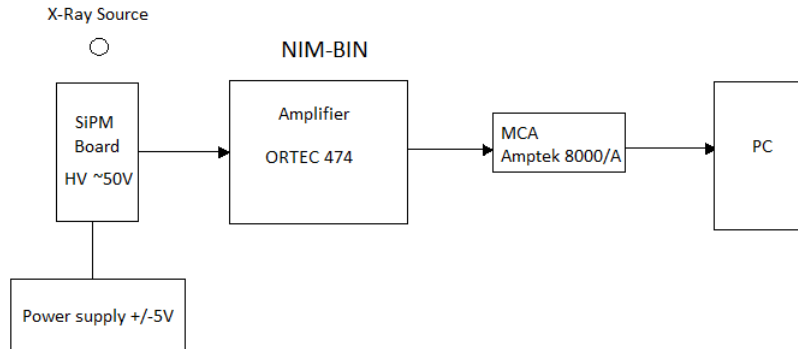 X-Ray Source
NIM-BIN
SiPM
Board
HV ~50V
Amplifier
ORTEC 474
MCA
Amptek 8000/A
PC
Power supply +/-5V